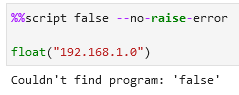 %%script false --no-raise-error
float("192.168.1.0")
Couldn't find program: 'false'